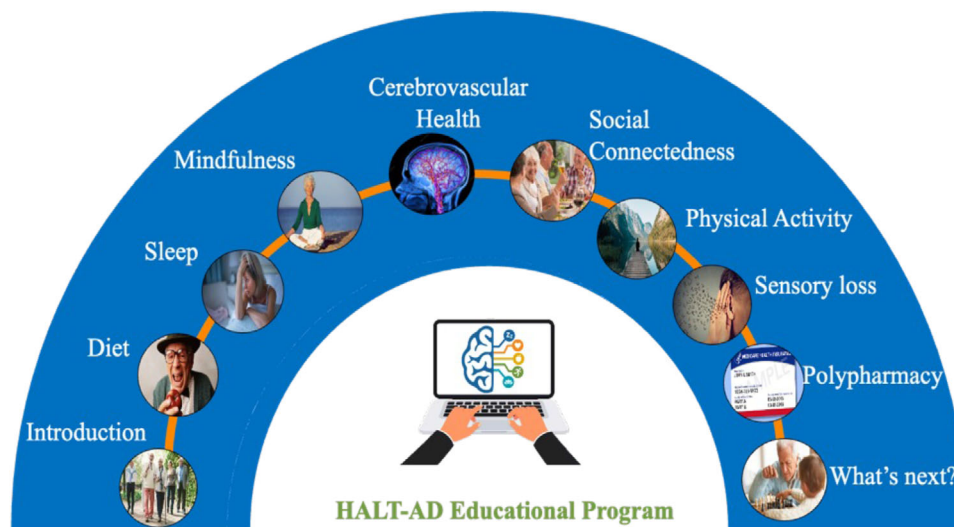 Cerebrovascular
Health
Social
Connectedness
Mindfulness
Physical Activity
Sleep
Sensory loss
Diet
Polypharmacy
Introduction
What's next?
HALT-AD Educational Program